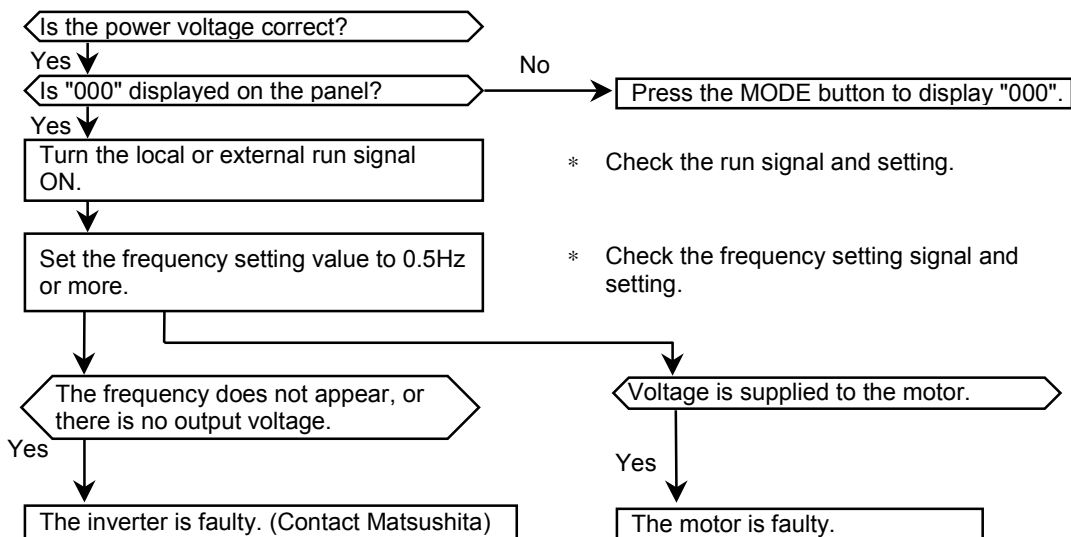 Is the power voltage correct?
Yes
No
Is "000" displayed on the panel?
Press the MODE button to display "000".
Yes
Turn the local or external run signal
ON.
* Check the run signal and setting.
Set the frequency setting value to 0.5Hz
or more.
* Check the frequency setting signal and
setting.
The frequency does not appear, or
there is no output voltage.
Voltage is supplied to the motor.
Yes
Yes
The inverter is faulty. (Contact Matsushita)
The motor is faulty.